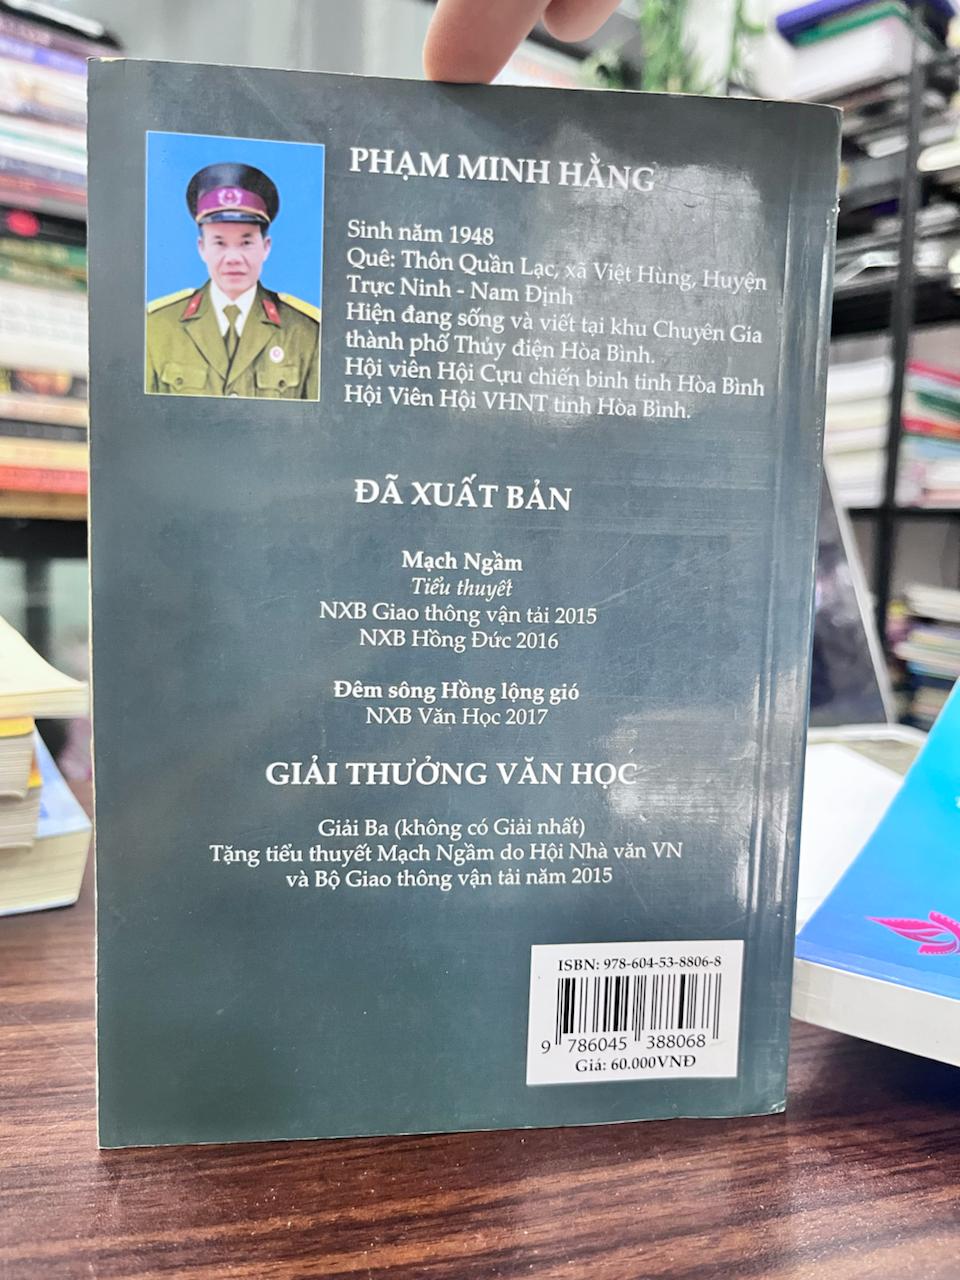 PHẠM MINH HẰNG
Sinh năm 1948
Quê: Thôn Quần Lạc, xã Việt Hùng, Huyện
Trực Ninh - Nam Định
Hiện đang sống và viết tại khu Chuyên Gia
thành phố Thủy điện Hòa Bình.
Hội viên Hội Cựu chiến binh tỉnh Hòa Bình
Hội Viên Hội VHNT tỉnh Hòa Bình.
ĐÃ XUẤT BẢN
Mạch Ngầm
Tiểu thuyết
NXB Giao thông vận tải 2015
NXB Hồng Đức 2016
Đêm sông Hồng lộng gió
NXB Văn Học 2017
GIẢI THƯỞNG VĂN HỌC
Giải Ba (không có Giải nhất)
Tặng tiểu thuyết Mạch Ngầm do Hội Nhà văn VN
và Bộ Giao thông vận tải năm 2015
ISBN: 978-604-53-8806-8
9 786045 388068
Giá: 60.000VNĐ